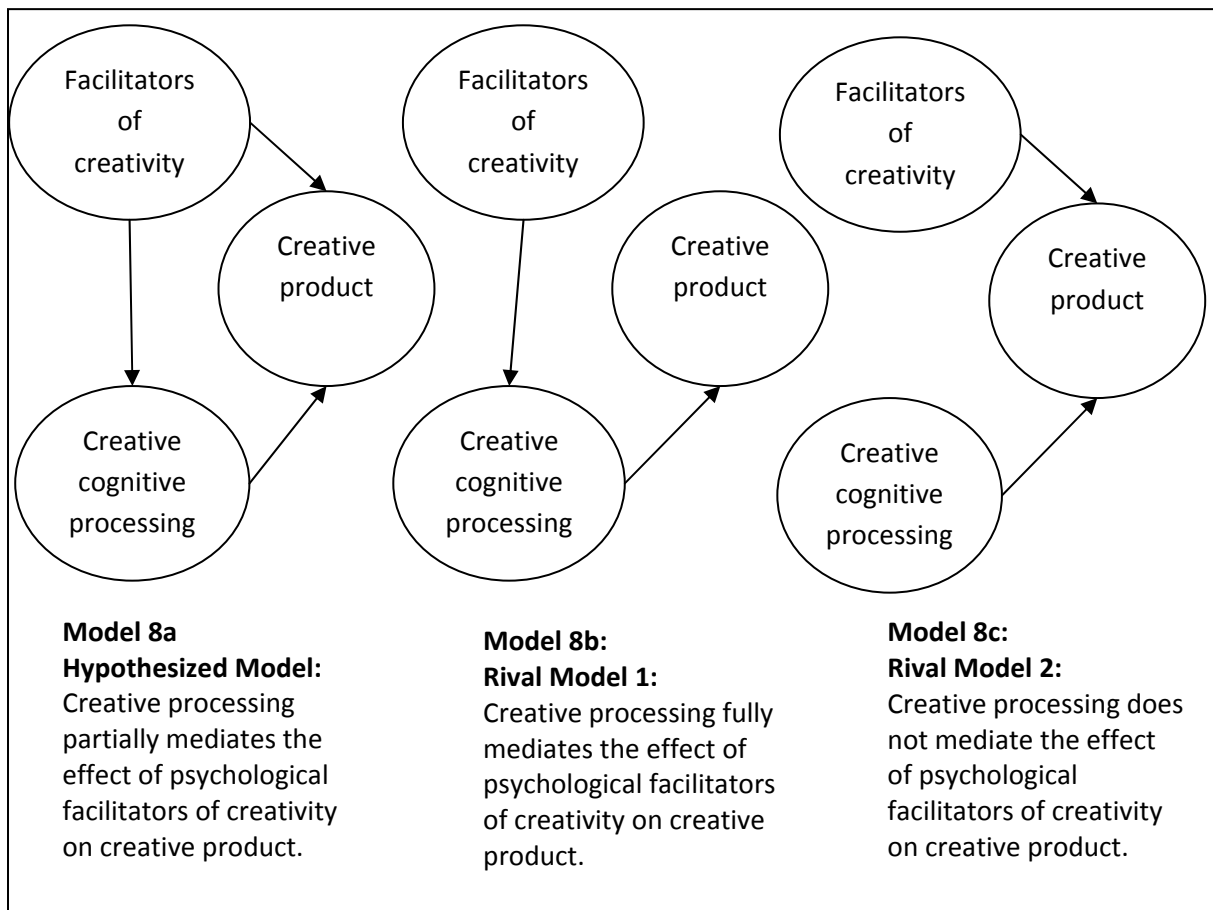 Facilitators
of
creativity
Creative
product
Creative
cognitive
processing
Model 8a
Hypothesized Model:
Creative processing
partially mediates the
effect of psychological
facilitators of creativity
on creative product.
Facilitators
of
creativity
Creative
product
Creative
cognitive
processing
Model 8b:
Rival Model 1:
Creative processing fully
mediates the effect of
psychological facilitators
of creativity on creative
product.
Facilitators
of
creativity
Creative
product
Creative
cognitive
processing
Model 8c:
Rival Model 2:
Creative processing does
not mediate the effect
of psychological
facilitators of creativity
on creative product.